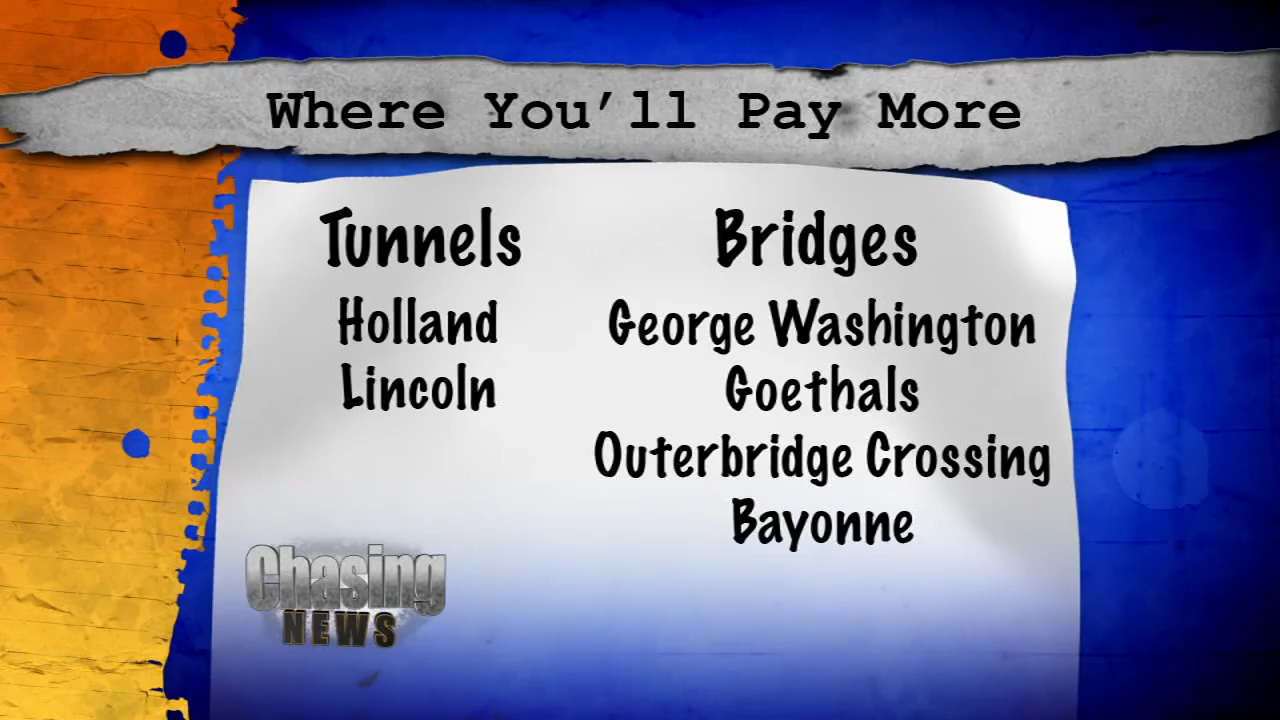 Where You'll Pay More
Tunnels
Holland
Lincoln
Bridges
George Washington
Goethals
Outerbridge Crossing
Bayonne
Chasing
NEWS